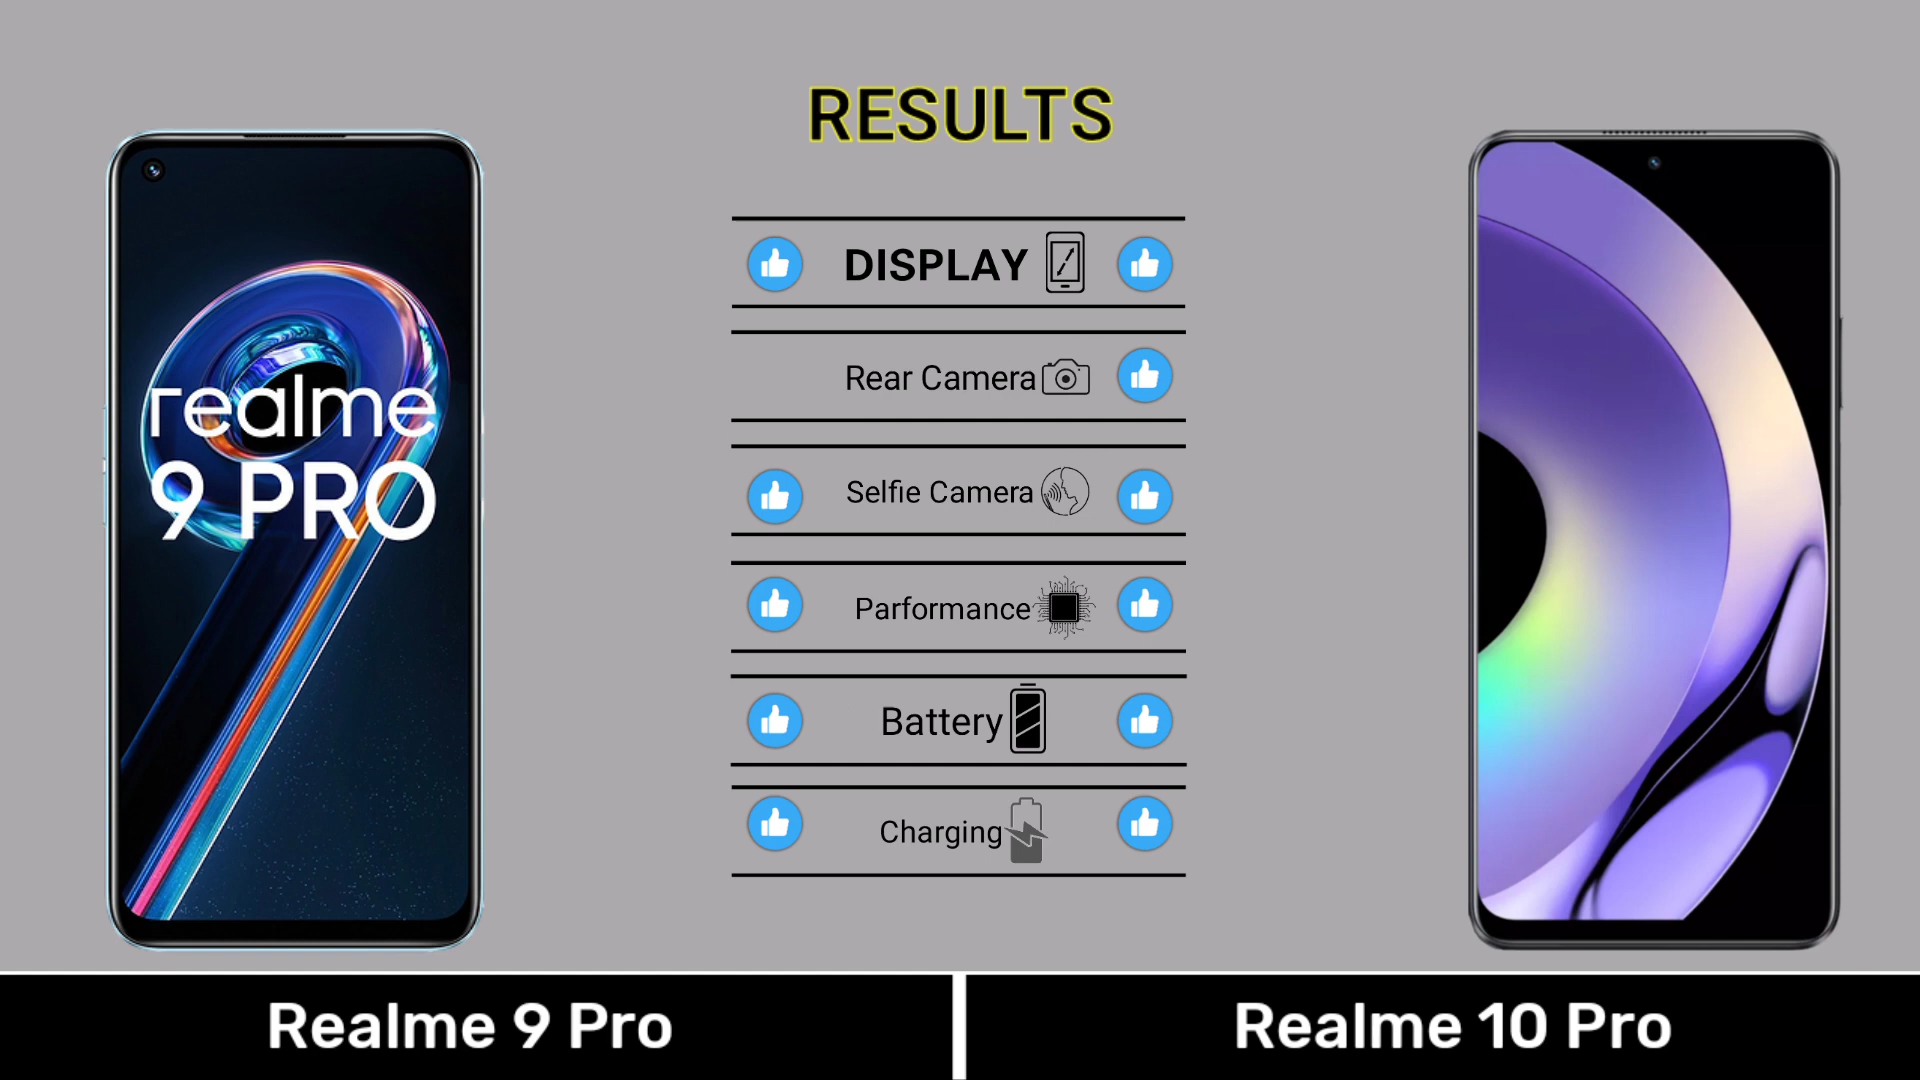 RESULTS
realme
9 PRO
DISPLAY
Rear Camera
Selfie Camera
Parformance
Battery
Charging
Realme 9 Pro
Realme 10 Pro